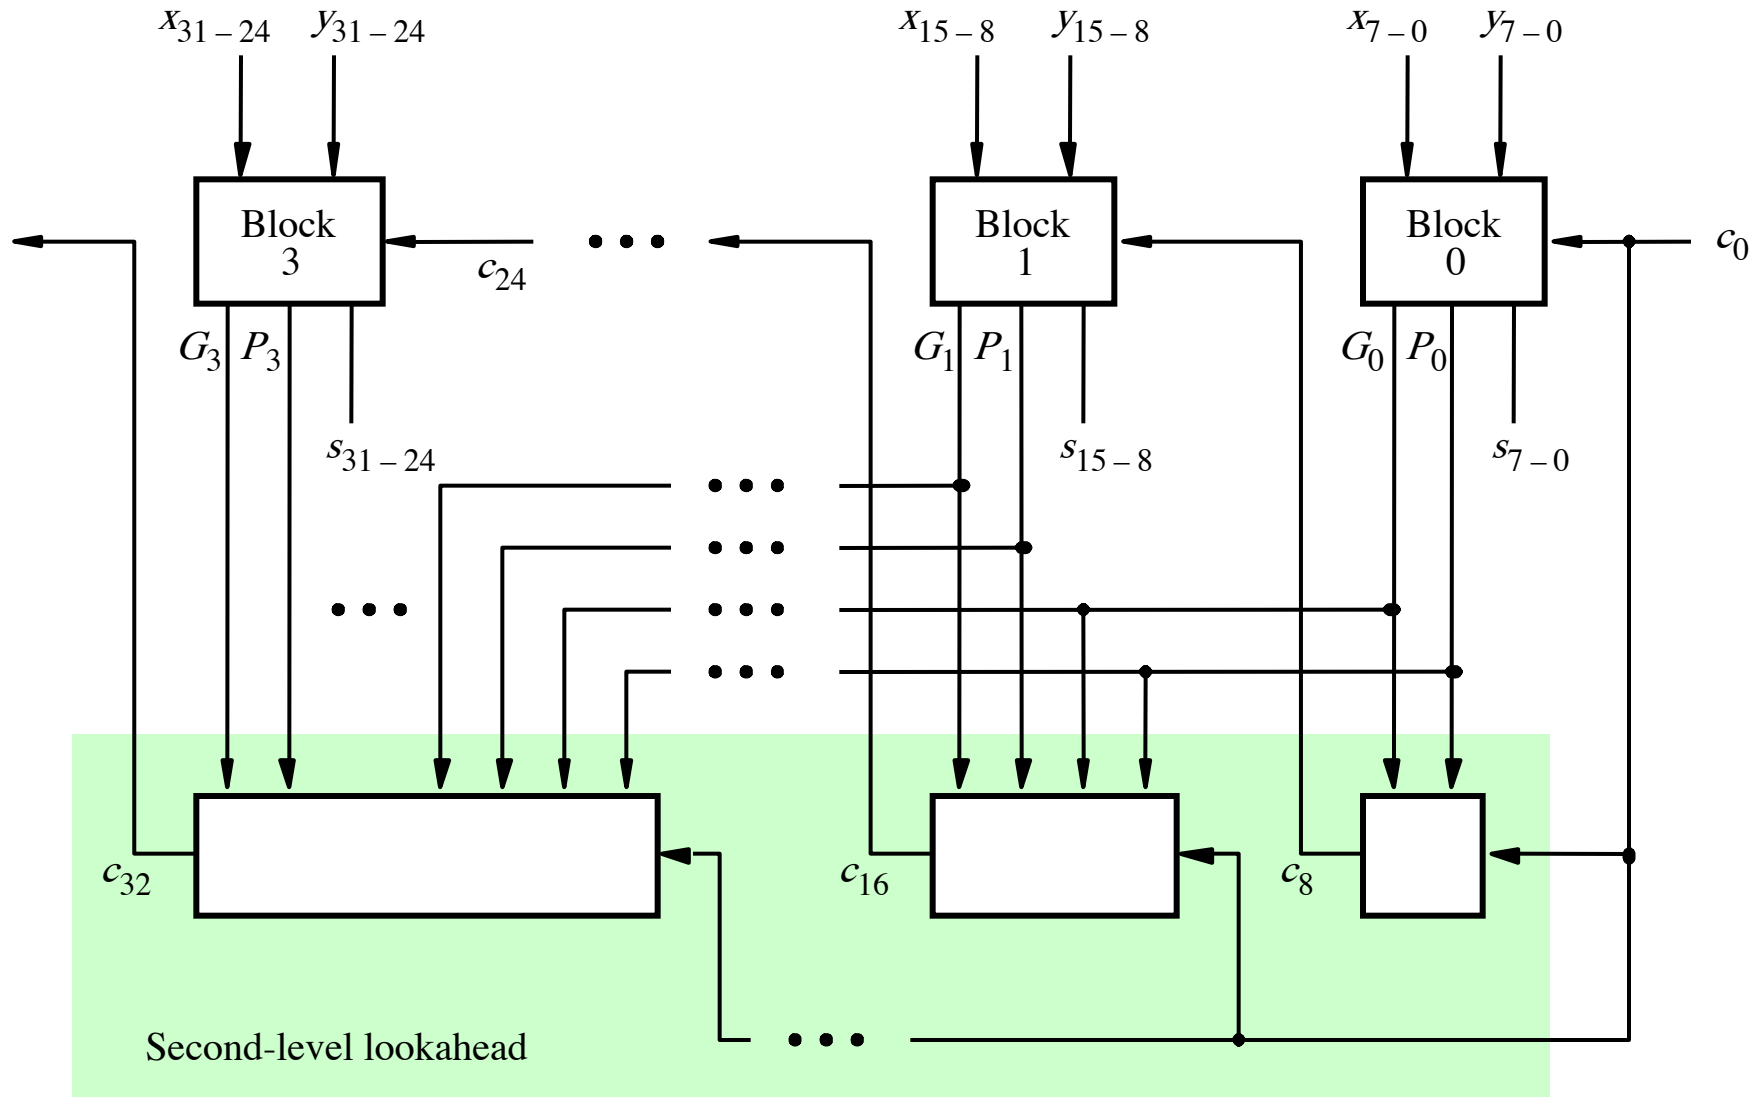 x31 – 24 y31 – 24 x15 – 8 y15 – 8 x7 – 0 y7 – 0
Block Block Block
3 1 0
c0
c24
G3 P3 G1 P1 G0 P0
s31 – 24 s15 – 8 s7 – 0
c32 c16 c8
Second-level lookahead